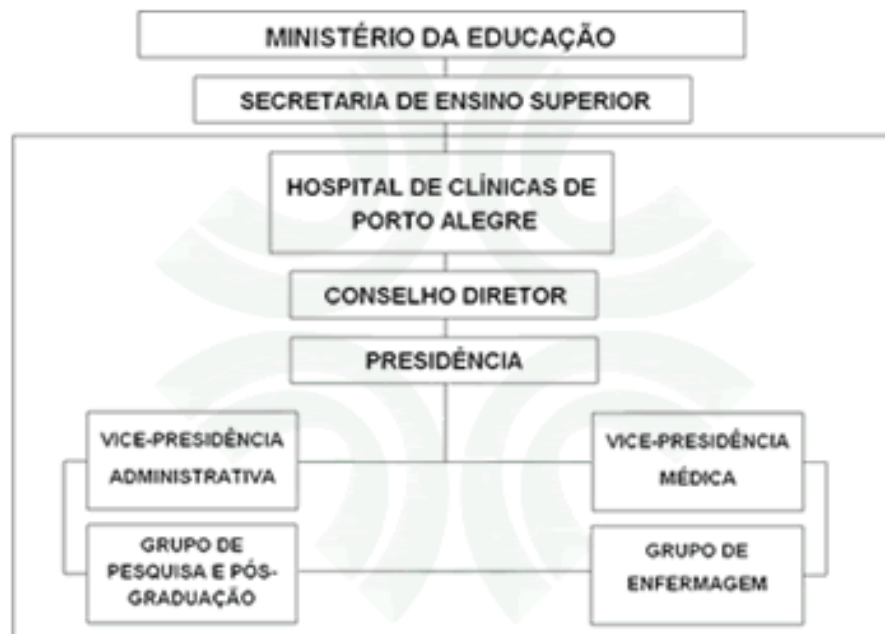 MINISTÉRIO DA EDUCAÇÃO
SECRETARIA DE ENSINO SUPERIOR
HOSPITAL DE CLÍNICAS DE
PORTO ALEGRE
CONSELHO DIRETOR
PRESIDÊNCIA
VICE-PRESIDÊNCIA
ADMINISTRATIVA
VICE-PRESIDÊNCIA
MÉDICA
GRUPO DE
PESQUISA E PÓS-
GRADUAÇÃO
GRUPO DE
ENFERMAGEM